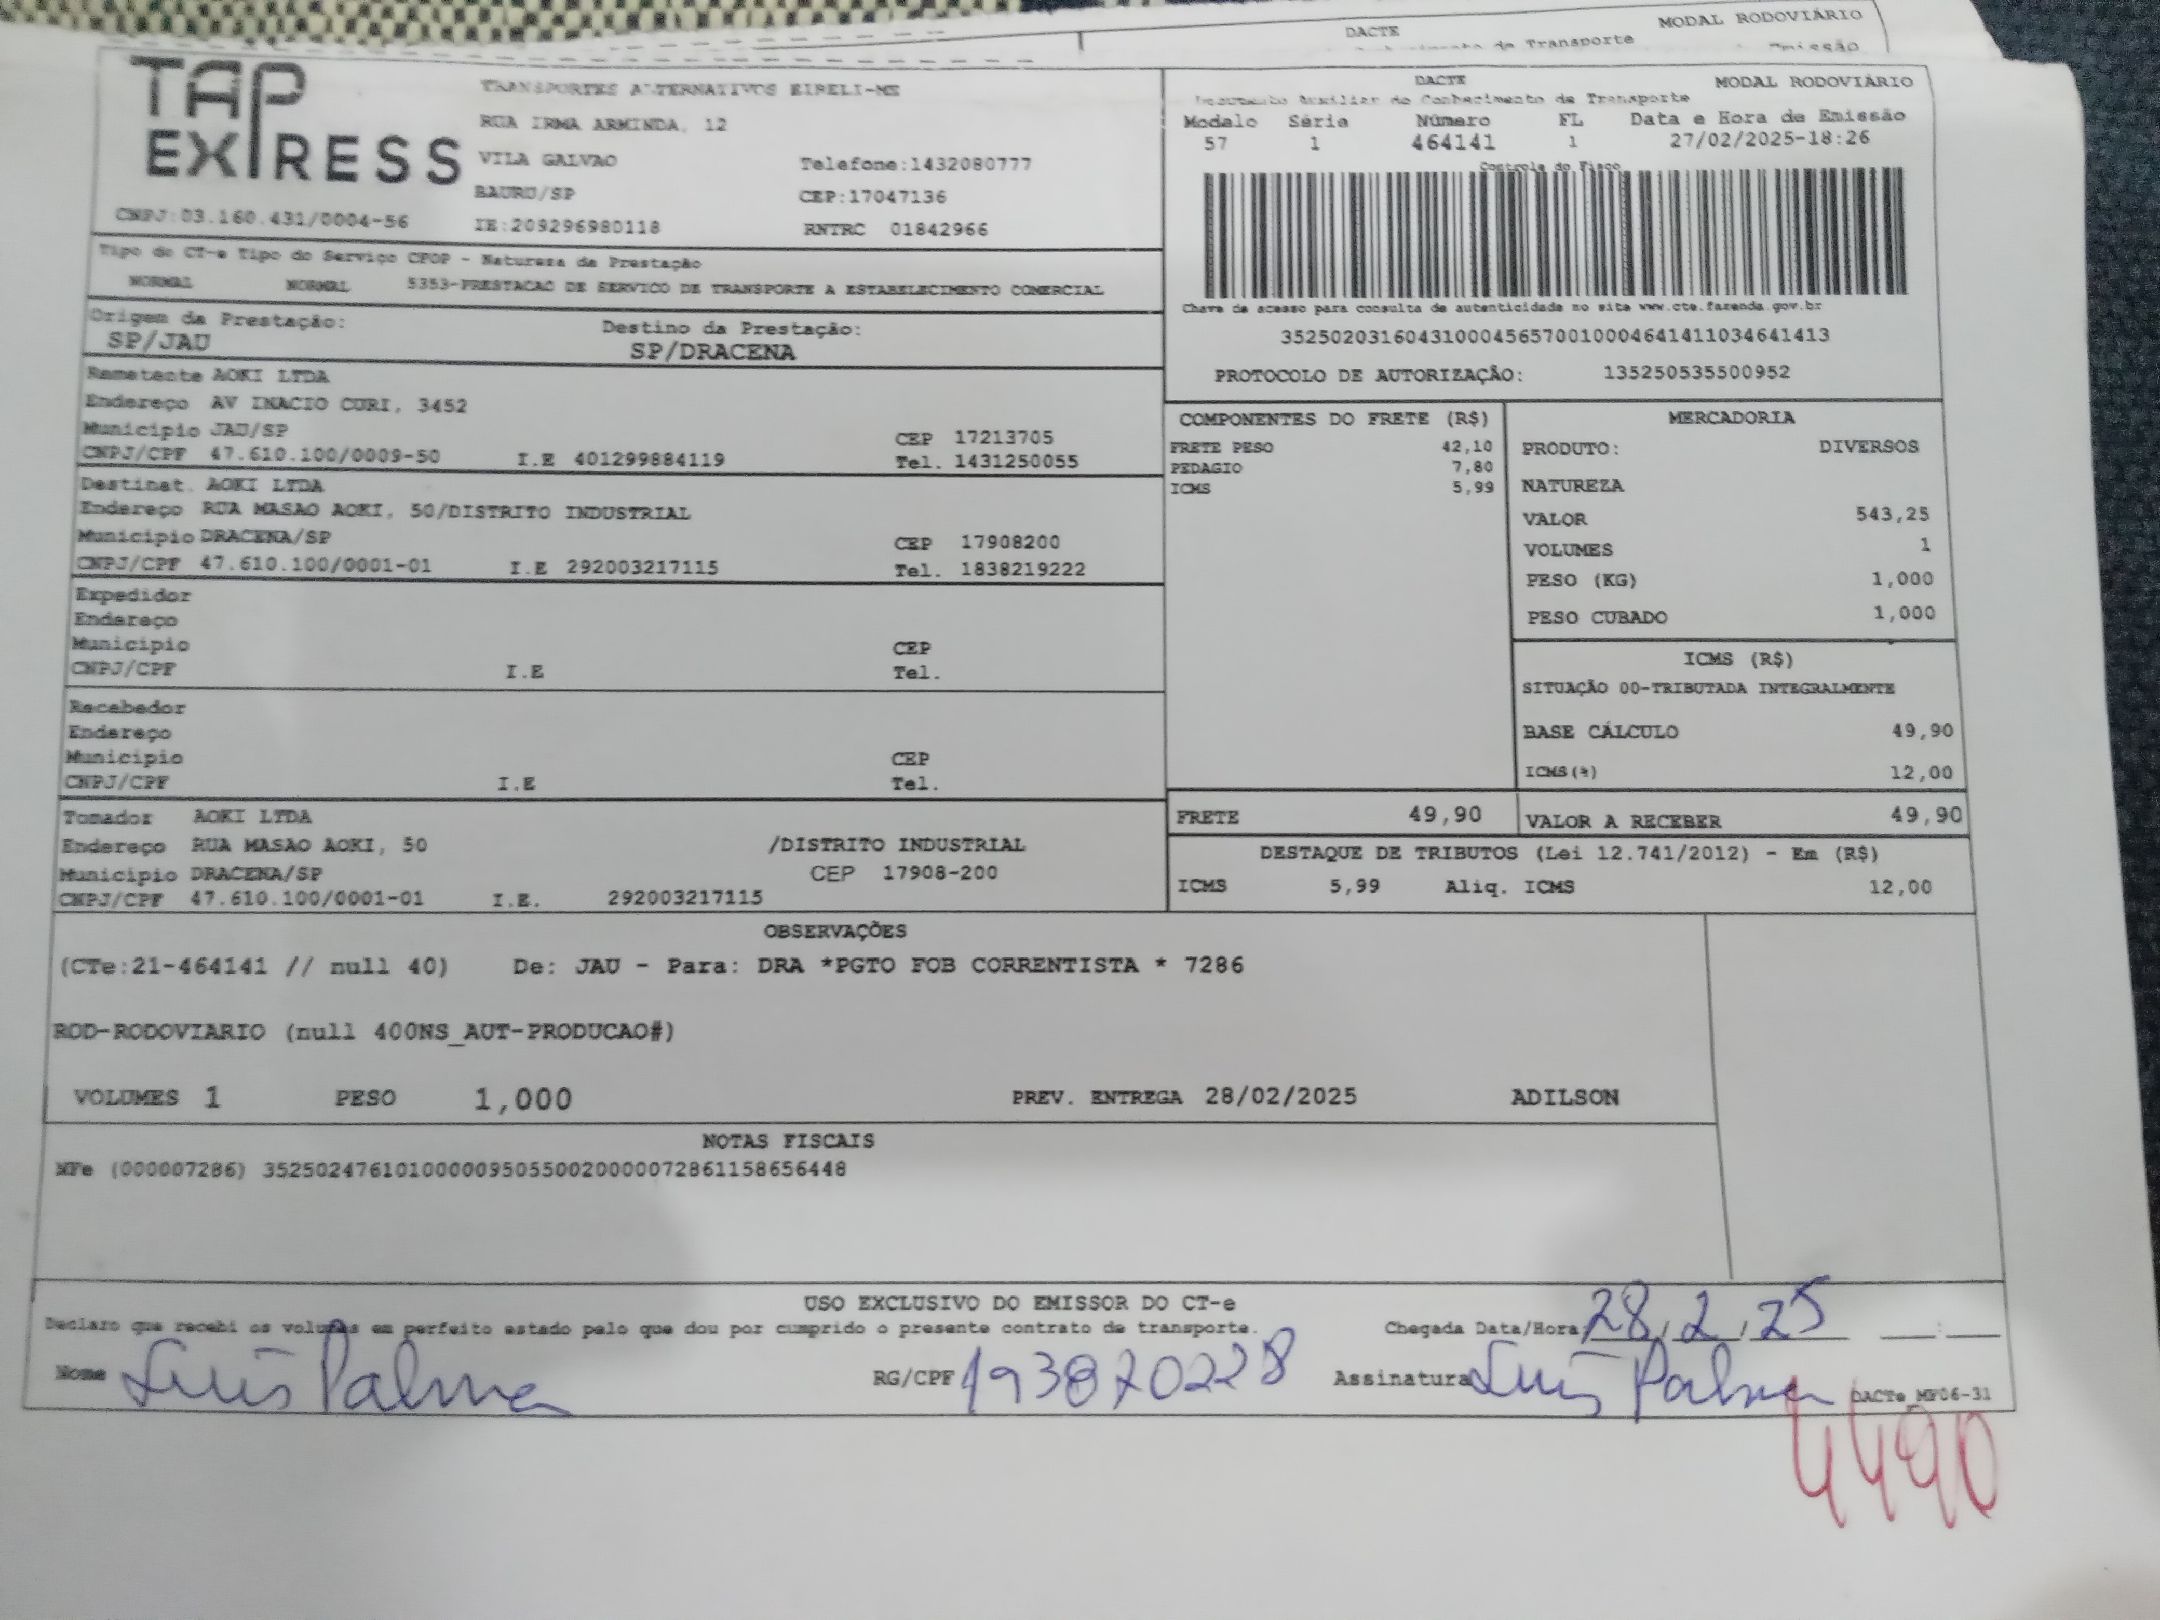 DACTE MODAL RODOVIÁRIO
de Transporte
TAP EXPRESS
TRANSPORTES ALTERNATIVOS EIRELI-ME
RUA IRMA ARMINDA, 12
VILA GALVAO Telefone:1432080777
BAURU/SP CEP:17047136
CNPJ:03.160.431/0004-56 IE:209296980118 RNTRC 01842966
DACTE MODAL RODOVIÁRIO
Documento Auxiliar do Conhecimento de Transporte
Modelo Série Número FL Data e Hora de Emissão
57 1 464141 1 27/02/2025-18:26
Controle do Fisco
Chave de acesso para consulta de autenticidade no site www.cte.fazenda.gov.br
35250203160431000456570010004641411034641413
PROTOCOLO DE AUTORIZAÇÃO: 135250535500952
Tipo do CT-e Tipo do Serviço CFOP - Natureza da Prestação
NORMAL NORMAL 5353-PRESTACAO DE SERVICO DE TRANSPORTE A ESTABELECIMENTO COMERCIAL
Origem da Prestação: Destino da Prestação:
SP/JAU SP/DRACENA
Remetente AOKI LTDA
Endereço AV INACIO CURI, 3452
Municipio JAU/SP CEP 17213705
CNPJ/CPF 47.610.100/0009-50 I.E 401299884119 Tel. 1431250055
Destinat. AOKI LTDA
Endereço RUA MASAO AOKI, 50/DISTRITO INDUSTRIAL
Municipio DRACENA/SP CEP 17908200
CNPJ/CPF 47.610.100/0001-01 I.E 292003217115 Tel. 1838219222
Expedidor
Endereço
Municipio CEP
CNPJ/CPF I.E Tel.
Recebedor
Endereço
Municipio CEP
CNPJ/CPF I.E Tel.
Tomador AOKI LTDA
Endereço RUA MASAO AOKI, 50 /DISTRITO INDUSTRIAL
Municipio DRACENA/SP CEP 17908-200
CNPJ/CPF 47.610.100/0001-01 I.E. 292003217115
COMPONENTES DO FRETE (R$)
FRETE PESO 42,10
PEDAGIO 7,80
ICMS 5,99
MERCADORIA
PRODUTO: DIVERSOS
NATUREZA
VALOR 543,25
VOLUMES 1
PESO (KG) 1,000
PESO CUBADO 1,000
ICMS (R$)
SITUAÇÃO 00-TRIBUTADA INTEGRALMENTE
BASE CÁLCULO 49,90
ICMS(%) 12,00
FRETE 49,90 VALOR A RECEBER 49,90
DESTAQUE DE TRIBUTOS (Lei 12.741/2012) - Em (R$)
ICMS 5,99 Aliq. ICMS 12,00
OBSERVAÇÕES
(CTe:21-464141 // null 40) De: JAU - Para: DRA *PGTO FOB CORRENTISTA * 7286
ROD-RODOVIARIO (null 400NS_AUT-PRODUCAO#)
VOLUMES 1 PESO 1,000 PREV. ENTREGA 28/02/2025 ADILSON
NOTAS FISCAIS
NFe (000007286) 35250247610100000950550020000072861158656448
USO EXCLUSIVO DO EMISSOR DO CT-e
Declaro que recebi os volumes em perfeito estado pelo que dou por cumprido o presente contrato de transporte. Chegada Data/Hora 28/2/25 __:__
Nome Luís Palma RG/CPF 193870228 Assinatura Luís Palma DACTe_MF06-31
4490